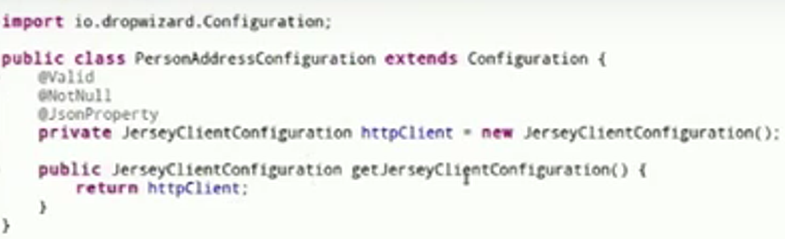 import io.dropwizard.Configuration;
public class PersonAddressConfiguration extends Configuration {
@Valid
@NotNull
@JsonProperty
private JerseyClientConfiguration httpClient = new JerseyClientConfiguration();
public JerseyClientConfiguration getJerseyClientConfiguration() {
return httpClient;
}
}